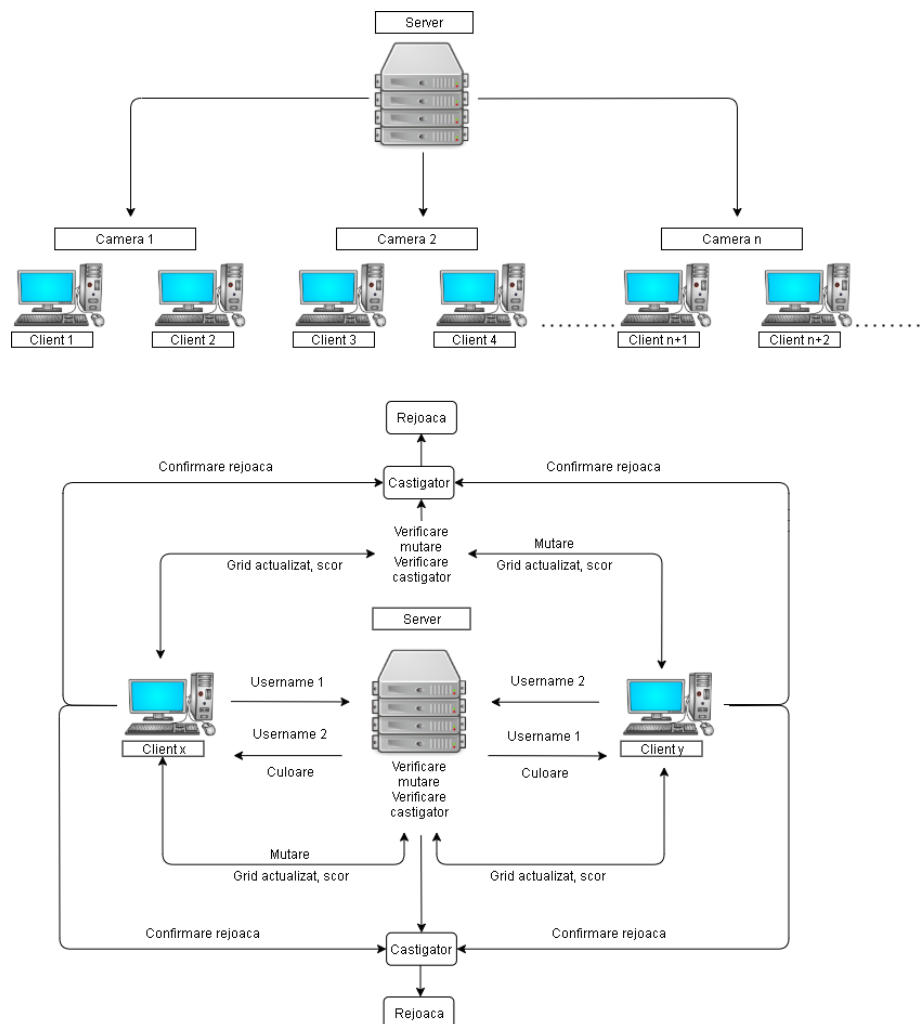 Server
Camera 1
Camera 2
Camera n
Client 1
Client 2
Client 3
Client 4
Client n+1
Client n+2
Rejoaca
Confirmare rejoaca
Confirmare rejoaca
Castigator
Verificare
mutare
Verificare
castigator
Mutare
Grid actualizat, scor
Grid actualizat, scor
Server
Username 1
Username 2
Username 2
Username 1
Client x
Client y
Culoare
Culoare
Verificare
mutare
Verificare
castigator
Mutare
Grid actualizat, scor
Grid actualizat, scor
Confirmare rejoaca
Confirmare rejoaca
Castigator
Rejoaca